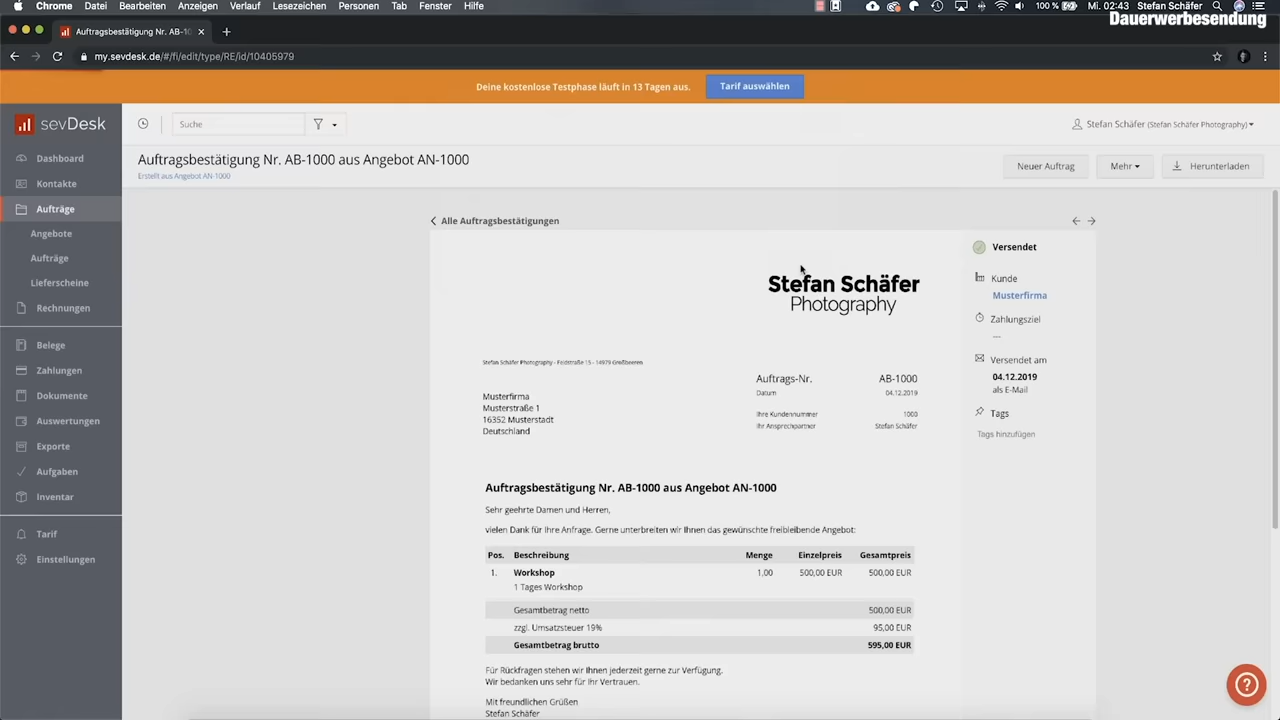 Chrome Datei Bearbeiten Anzeigen Verlauf Lesezeichen Personen Tab Fenster Hilfe 100 % Mi. 02:43 Stefan Schäfer
Dauerwerbesendung
Auftragsbestätigung Nr. AB-10
my.sevdesk.de/#/fi/edit/type/RE/id/10405979
Deine kostenlose Testphase läuft in 13 Tagen aus. Tarif auswählen
sevDesk
Suche
Stefan Schäfer (Stefan Schäfer Photography)
Auftragsbestätigung Nr. AB-1000 aus Angebot AN-1000
Erstellt aus Angebot AN-1000
Neuer Auftrag Mehr Herunterladen
Dashboard
Kontakte
Aufträge
Angebote
Aufträge
Lieferscheine
Rechnungen
Belege
Zahlungen
Dokumente
Auswertungen
Exporte
Aufgaben
Inventar
Tarif
Einstellungen
Alle Auftragsbestätigungen
Stefan Schäfer
Photography
Stefan Schäfer Photography - Feldstraße 15 - 14979 Großbeeren
Musterfirma
Musterstraße 1
16352 Musterstadt
Deutschland
Auftrags-Nr. AB-1000
Datum 04.12.2019
Ihre Kundennummer 1000
Ihr Ansprechpartner Stefan Schäfer
Auftragsbestätigung Nr. AB-1000 aus Angebot AN-1000
Sehr geehrte Damen und Herren,
vielen Dank für Ihre Anfrage. Gerne unterbreiten wir Ihnen das gewünschte freibleibende Angebot:
Pos. Beschreibung Menge Einzelpreis Gesamtpreis
1. Workshop 1,00 500,00 EUR 500,00 EUR
1 Tages Workshop
Gesamtbetrag netto 500,00 EUR
zzgl. Umsatzsteuer 19% 95,00 EUR
Gesamtbetrag brutto 595,00 EUR
Für Rückfragen stehen wir Ihnen jederzeit gerne zur Verfügung.
Wir bedanken uns sehr für Ihr Vertrauen.
Mit freundlichen Grüßen
Stefan Schäfer
Versendet
Kunde
Musterfirma
Zahlungsziel
---
Versendet am
04.12.2019
als E-Mail
Tags
Tags hinzufügen
?